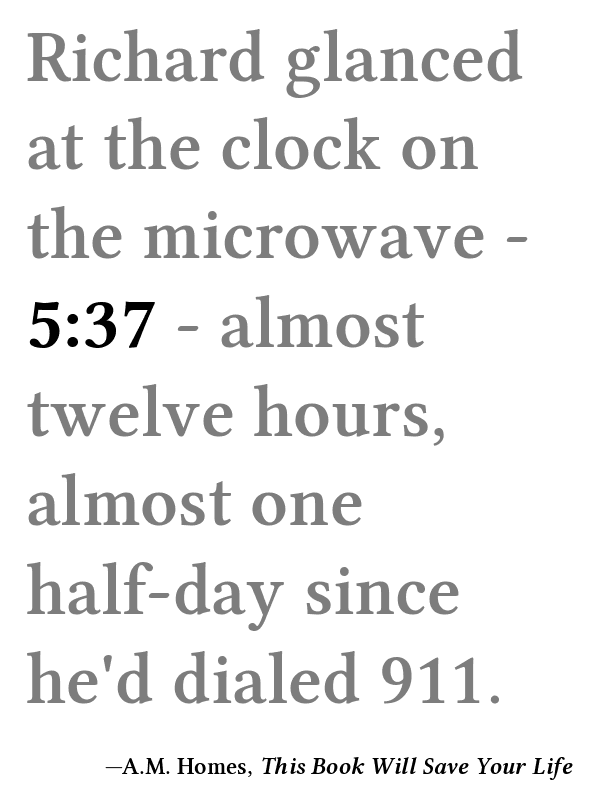 Richard glanced
at the clock on
the microwave -
5:37 - almost
twelve hours,
almost one
half-day since
he'd dialed 911.
—A.M. Homes, This Book Will Save Your Life